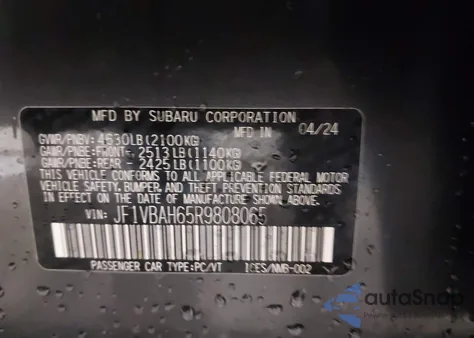 MFD BY SUBARU CORPORATION 04/24
GVWR/PNBV: 4630LB(2100KG)
GAWR/PNBE:FRONT- 2513LB(1140KG)
GAWR/PNBE:REAR - 2425LB(1100KG)
THIS VEHICLE CONFORMS TO ALL APPLICABLE FEDERAL MOTOR
VEHICLE SAFETY, BUMPER, AND THEFT PREVENTION STANDARDS
IN EFFECT ON THE DATE OF MANUFACTURE SHOWN ABOVE.
VIN: JF1VBAH65R9808065
PASSENGER CAR TYPE:PC/VT ICES/NMB-002
autoSnap